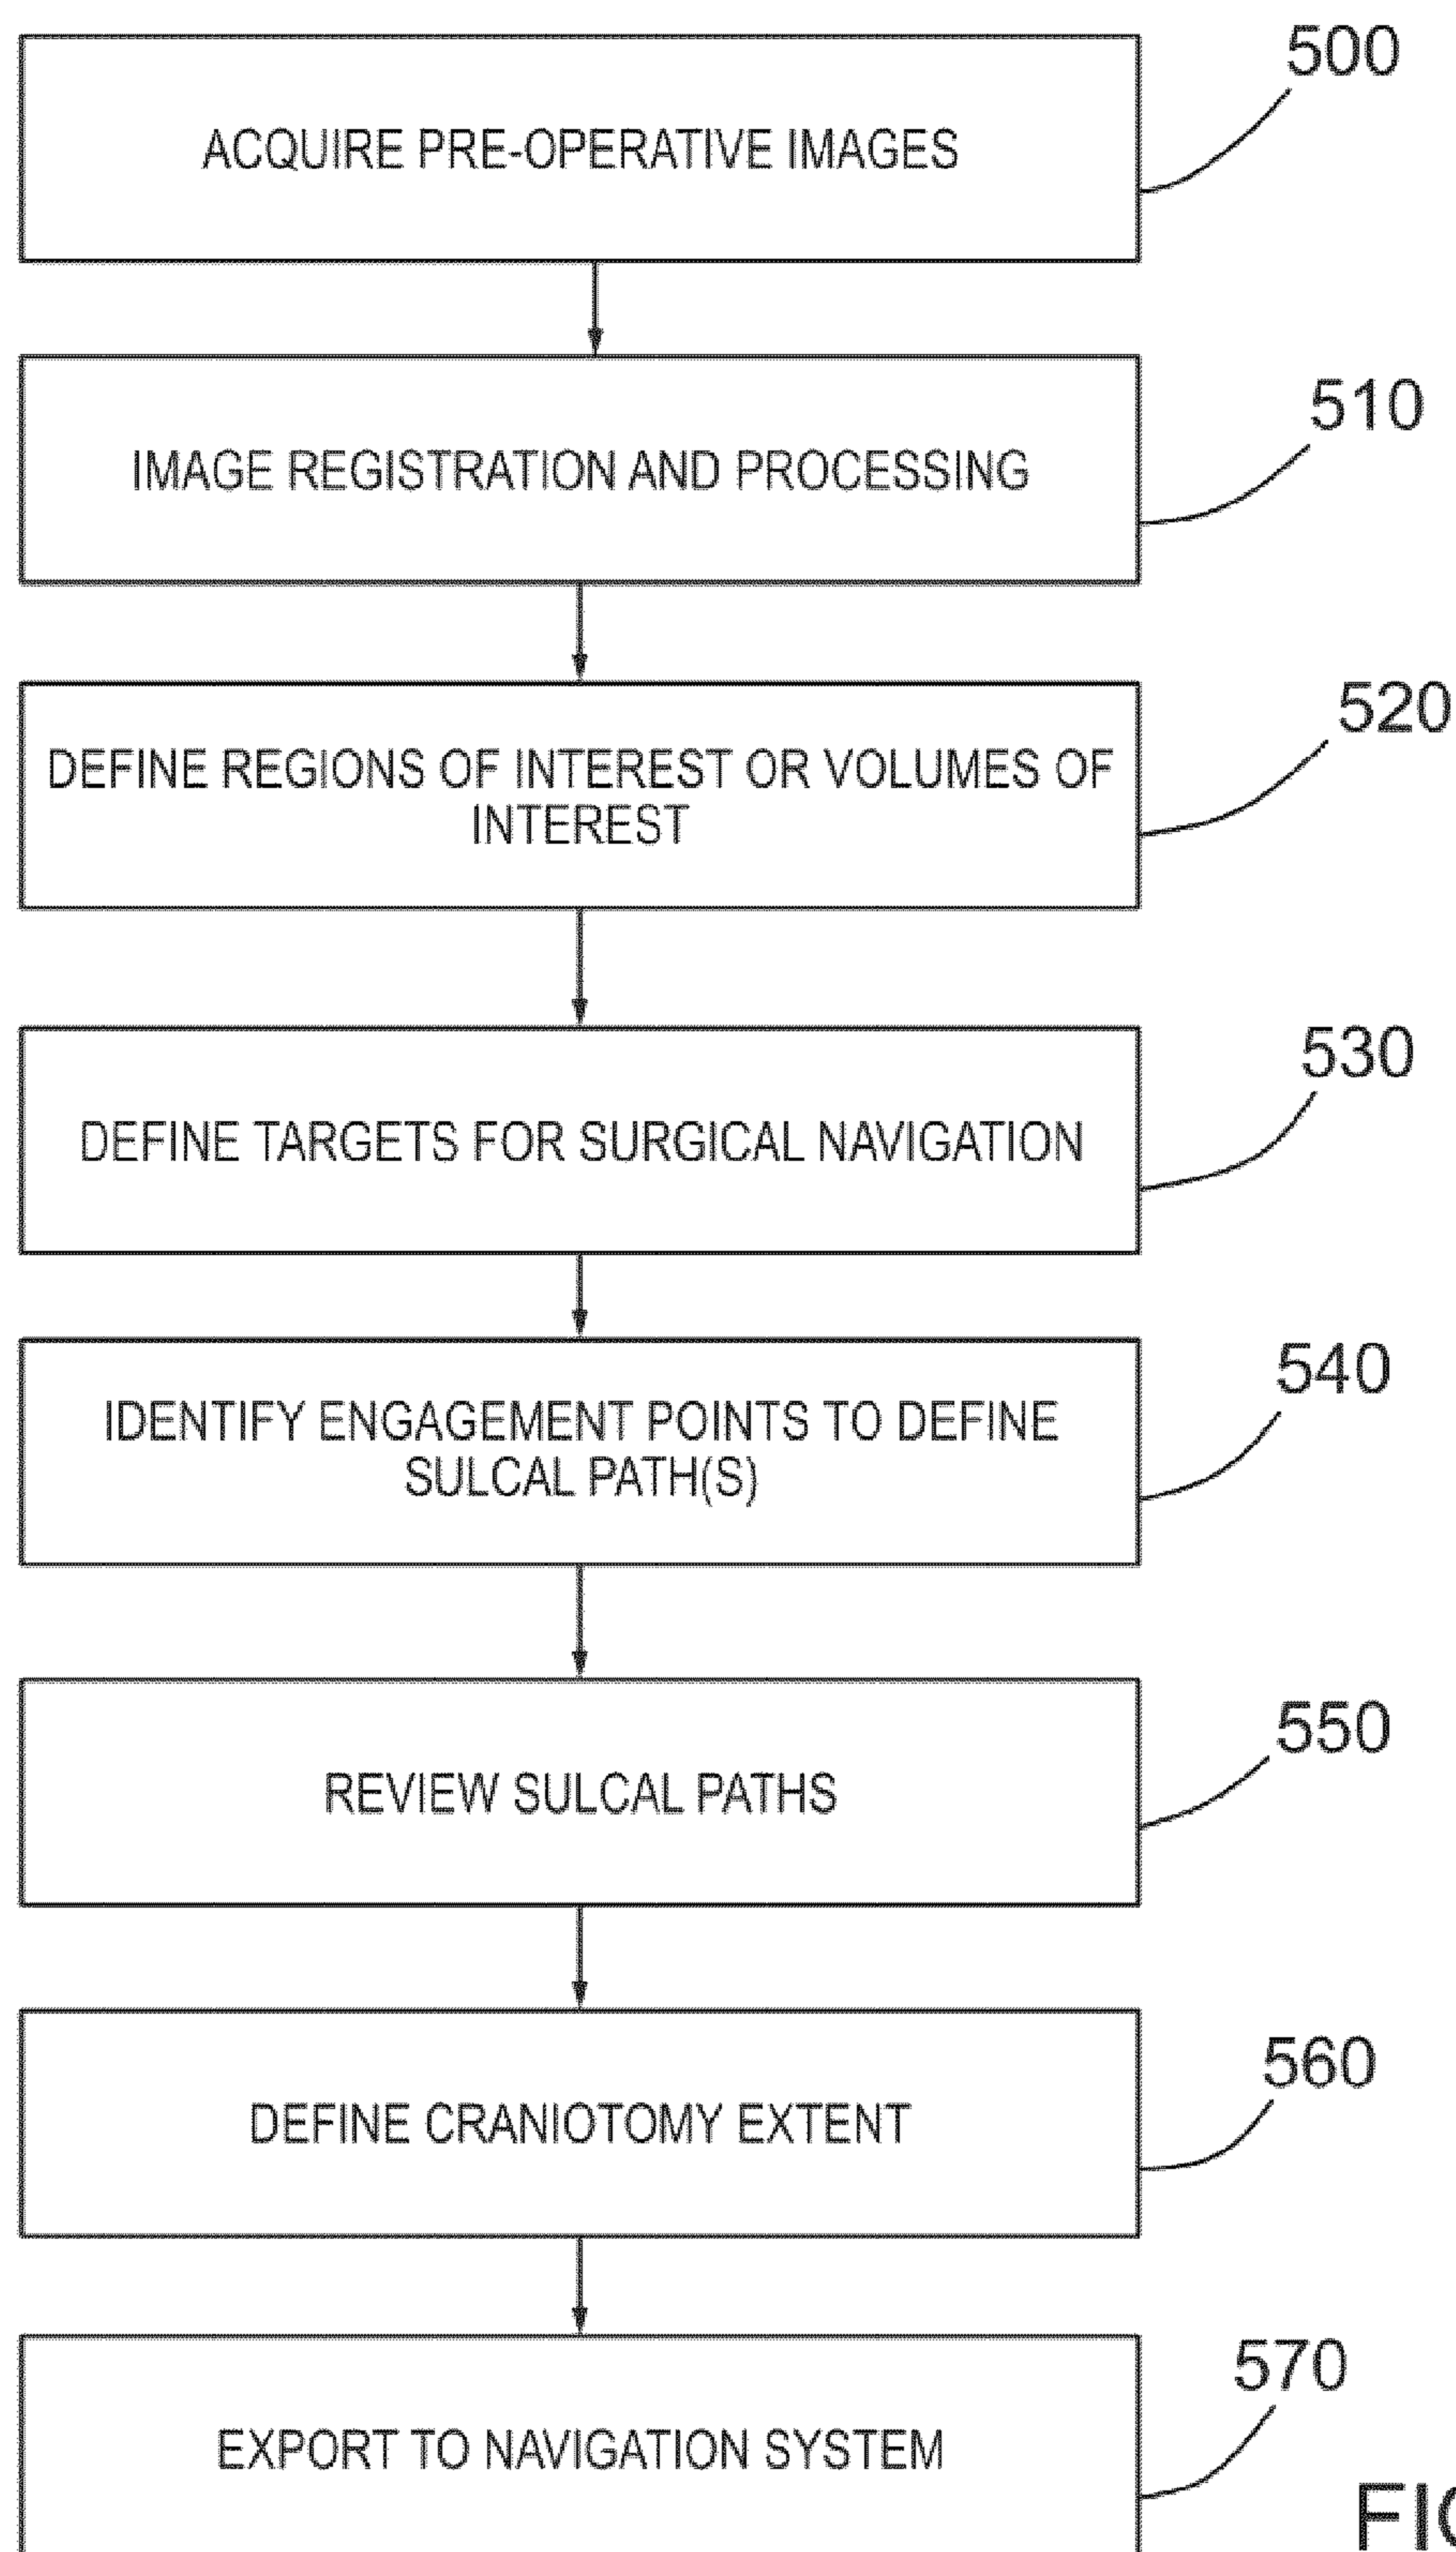 500
ACQUIRE PRE-OPERATIVE IMAGES
510
IMAGE REGISTRATION AND PROCESSING
520
DEFINE REGIONS OF INTEREST OR VOLUMES OF
INTEREST
530
DEFINE TARGETS FOR SURGICAL NAVIGATION
540
IDENTIFY ENGAGEMENT POINTS TO DEFINE
SULCAL PATH(S)
550
REVIEW SULCAL PATHS
560
DEFINE CRANIOTOMY EXTENT
570
EXPORT TO NAVIGATION SYSTEM